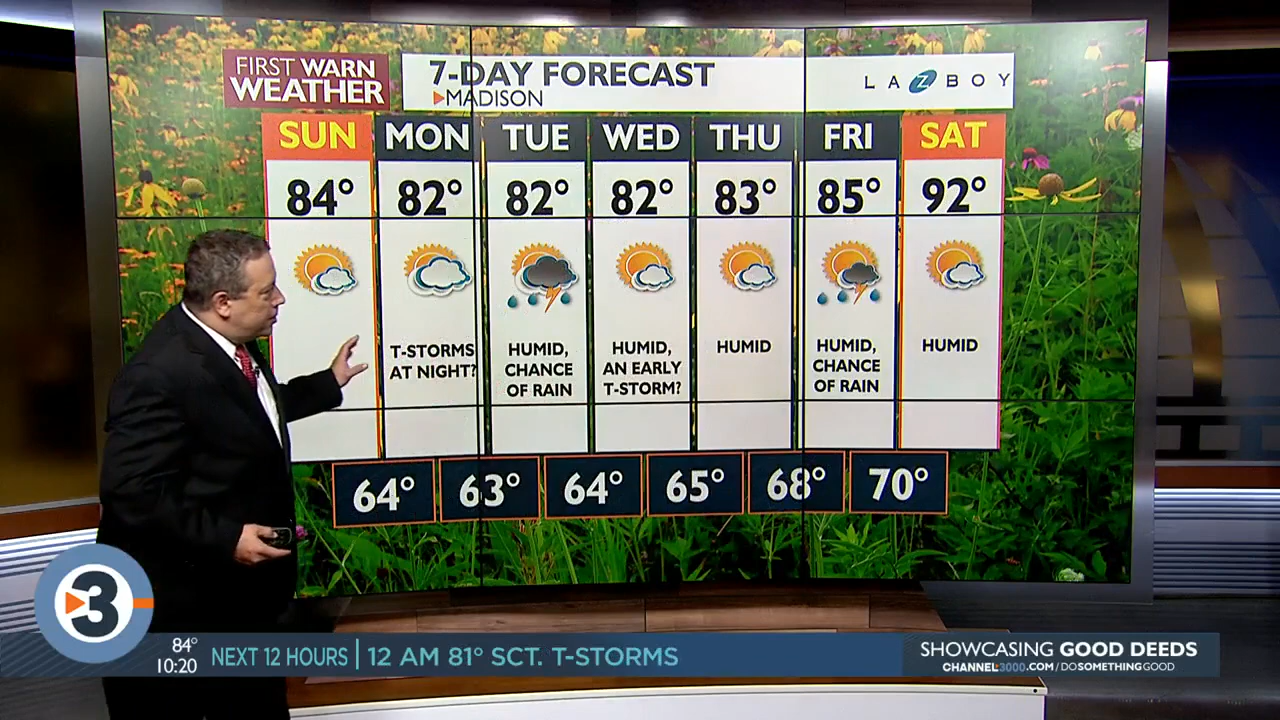 FIRST WARN
WEATHER
7-DAY FORECAST
MADISON
LA Z BOY
SUN MON TUE WED THU FRI SAT
84° 82° 82° 82° 83° 85° 92°
T-STORMS
AT NIGHT?
HUMID,
CHANCE
OF RAIN
HUMID,
AN EARLY
T-STORM?
HUMID
HUMID,
CHANCE
OF RAIN
HUMID
64° 63° 64° 65° 68° 70°
3
84°
10:20
NEXT 12 HOURS | 12 AM 81° SCT. T-STORMS
SHOWCASING GOOD DEEDS
CHANNEL3000.COM/DOSOMETHINGGOOD